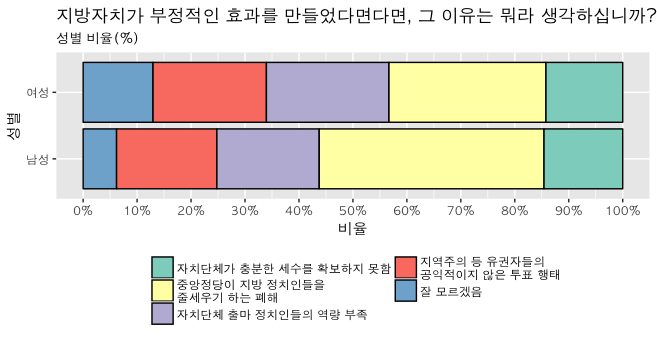 지방자치가 부정적인 효과를 만들었다면다면, 그 이유는 뭐라 생각하십니까?
성별 비율(%)
성별
여성
남성
0% 10% 20% 30% 40% 50% 60% 70% 80% 90% 100%
비율
자치단체가 충분한 세수를 확보하지 못함
중앙정당이 지방 정치인들을
줄세우기 하는 폐해
자치단체 출마 정치인들의 역량 부족
지역주의 등 유권자들의
공익적이지 않은 투표 행태
잘 모르겠음